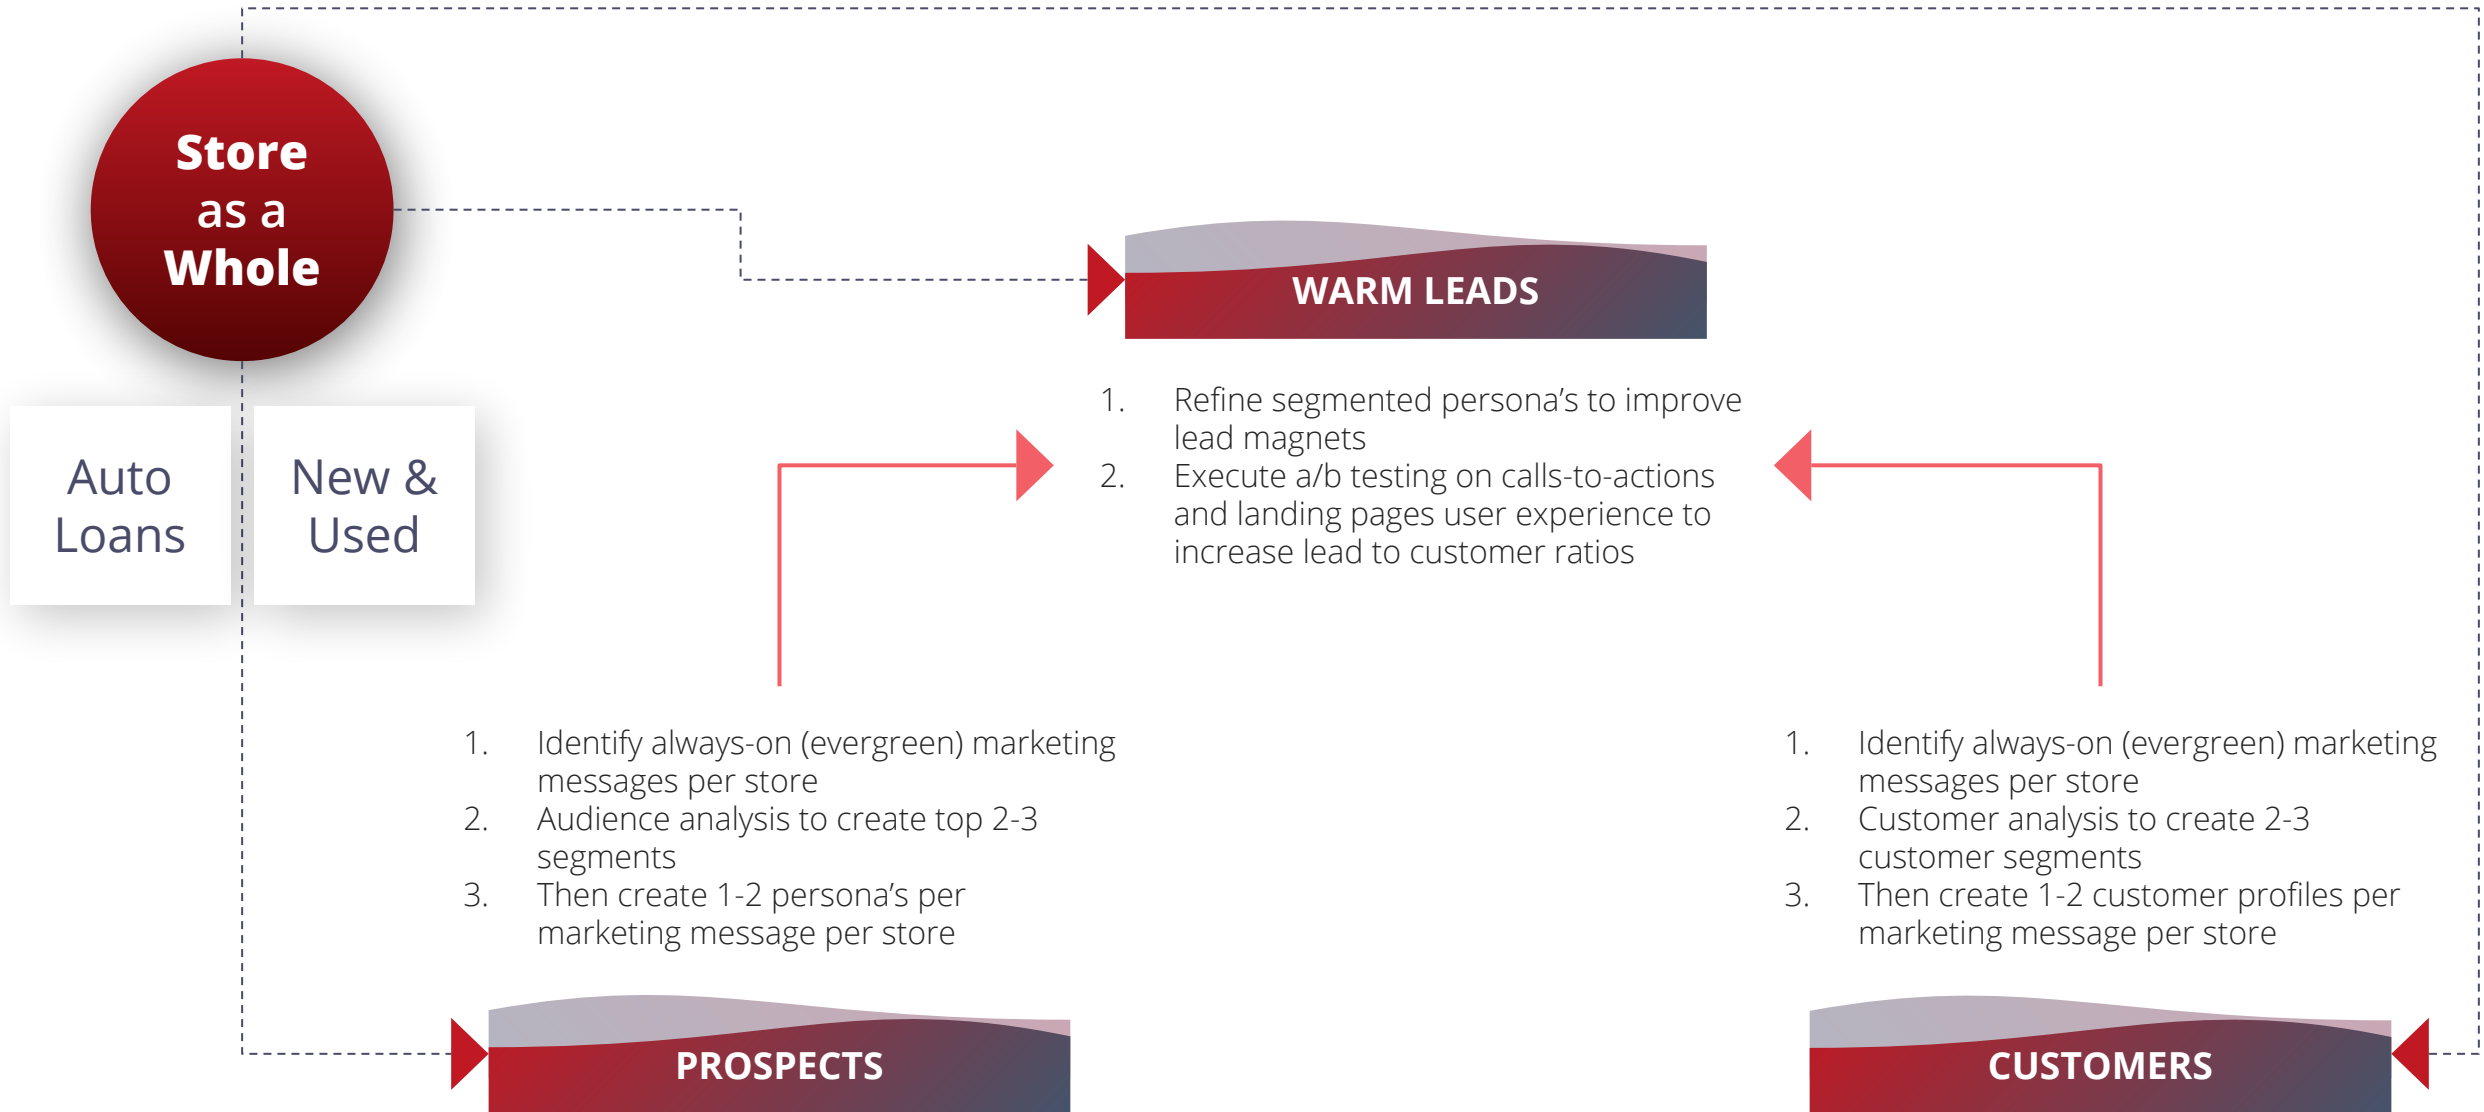 Store
as a
Whole
Auto
Loans
New &
Used
WARM LEADS
1. Refine segmented persona’s to improve
lead magnets
2. Execute a/b testing on calls-to-actions
and landing pages user experience to
increase lead to customer ratios
1. Identify always-on (evergreen) marketing
messages per store
2. Audience analysis to create top 2-3
segments
3. Then create 1-2 persona’s per
marketing message per store
PROSPECTS
1. Identify always-on (evergreen) marketing
messages per store
2. Customer analysis to create 2-3
customer segments
3. Then create 1-2 customer profiles per
marketing message per store
CUSTOMERS